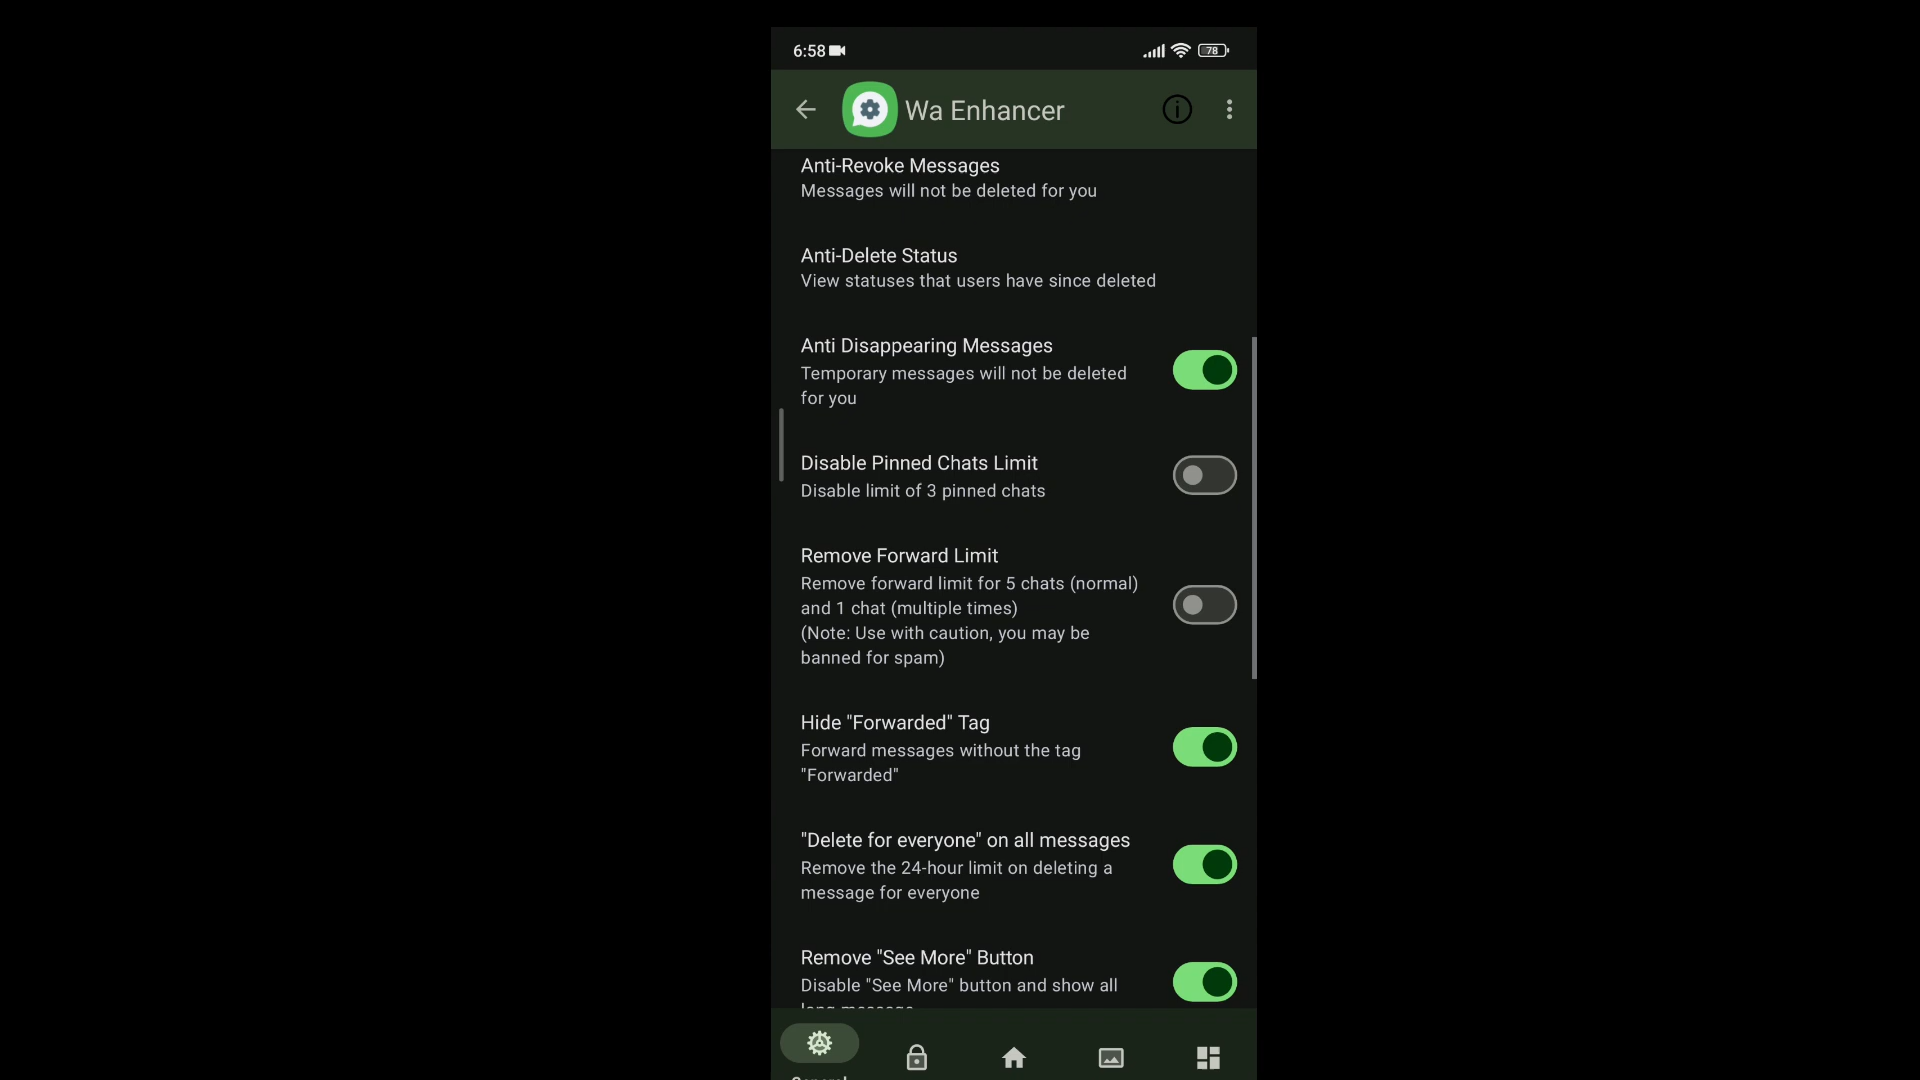 6:58
78
Wa Enhancer
Anti-Revoke Messages
Messages will not be deleted for you
Anti-Delete Status
View statuses that users have since deleted
Anti Disappearing Messages
Temporary messages will not be deleted
for you
Disable Pinned Chats Limit
Disable limit of 3 pinned chats
Remove Forward Limit
Remove forward limit for 5 chats (normal)
and 1 chat (multiple times)
(Note: Use with caution, you may be
banned for spam)
Hide "Forwarded" Tag
Forward messages without the tag
"Forwarded"
"Delete for everyone" on all messages
Remove the 24-hour limit on deleting a
message for everyone
Remove "See More" Button
Disable "See More" button and show all
long message